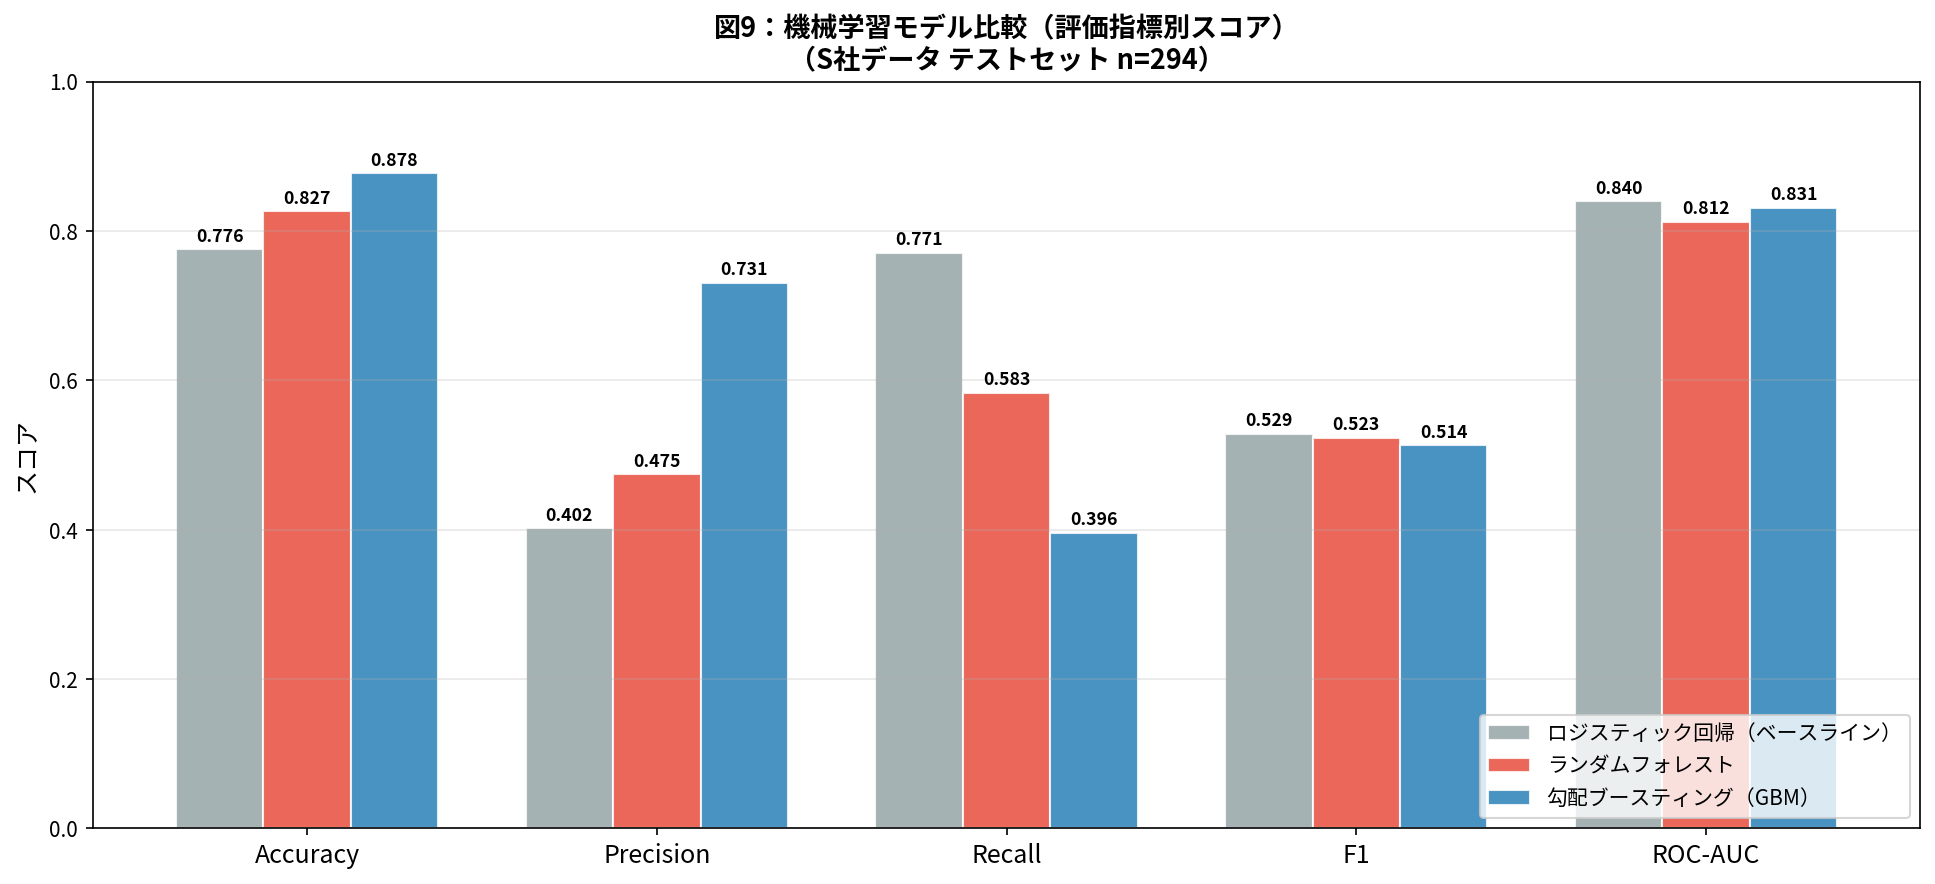 図9：機械学習モデル比較（評価指標別スコア）
（S社データ テストセット n=294）
スコア
1.0
0.8
0.6
0.4
0.2
0.0
0.776
0.827
0.878
0.402
0.475
0.731
0.771
0.583
0.396
0.529
0.523
0.514
0.840
0.812
0.831
Accuracy
Precision
Recall
F1
ROC-AUC
ロジスティック回帰（ベースライン）
ランダムフォレスト
勾配ブースティング（GBM）